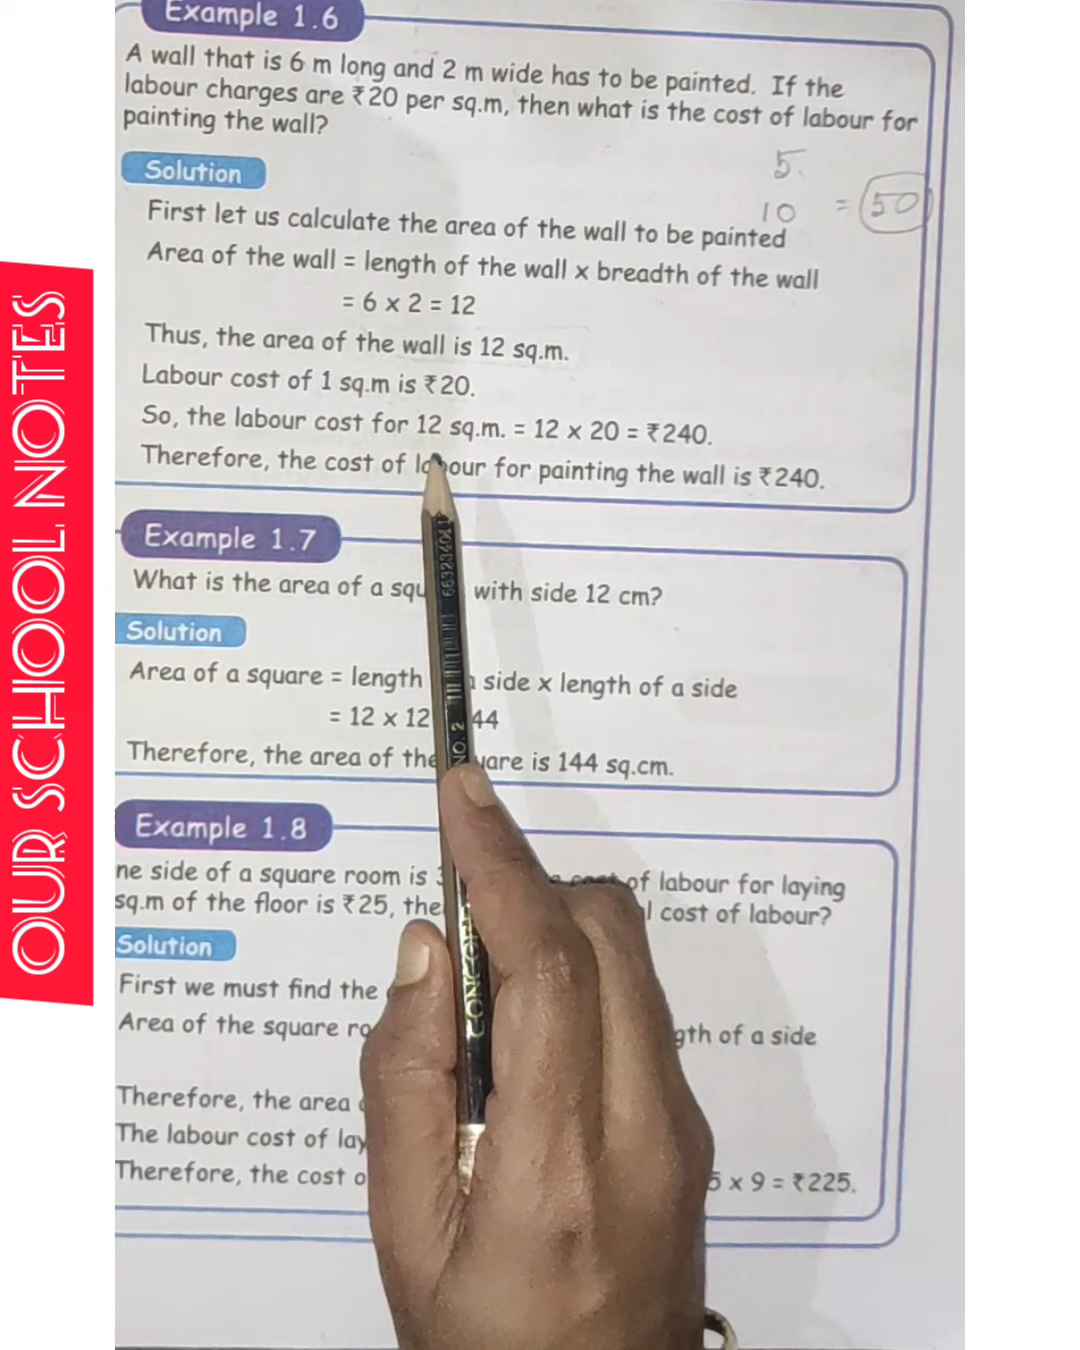 OUR SCHOOL NOTES
Example 1.6
A wall that is 6 m long and 2 m wide has to be painted. If the
labour charges are ₹20 per sq.m, then what is the cost of labour for
painting the wall?
5.
Solution
10 = 50
First let us calculate the area of the wall to be painted
Area of the wall = length of the wall x breadth of the wall
= 6 x 2 = 12
Thus, the area of the wall is 12 sq.m.
Labour cost of 1 sq.m is ₹20.
So, the labour cost for 12 sq.m. = 12 x 20 = ₹240.
Therefore, the cost of labour for painting the wall is ₹240.
Example 1.7
What is the area of a squ with side 12 cm?
Solution
Area of a square = length side x length of a side
= 12 x 12 44
Therefore, the area of the uare is 144 sq.cm.
Example 1.8
ne side of a square room is of labour for laying
sq.m of the floor is ₹25, the cost of labour?
Solution
First we must find the
Area of the square ro gth of a side
Therefore, the area
The labour cost of lay
Therefore, the cost o 5 x 9 = ₹225.
NO. 2